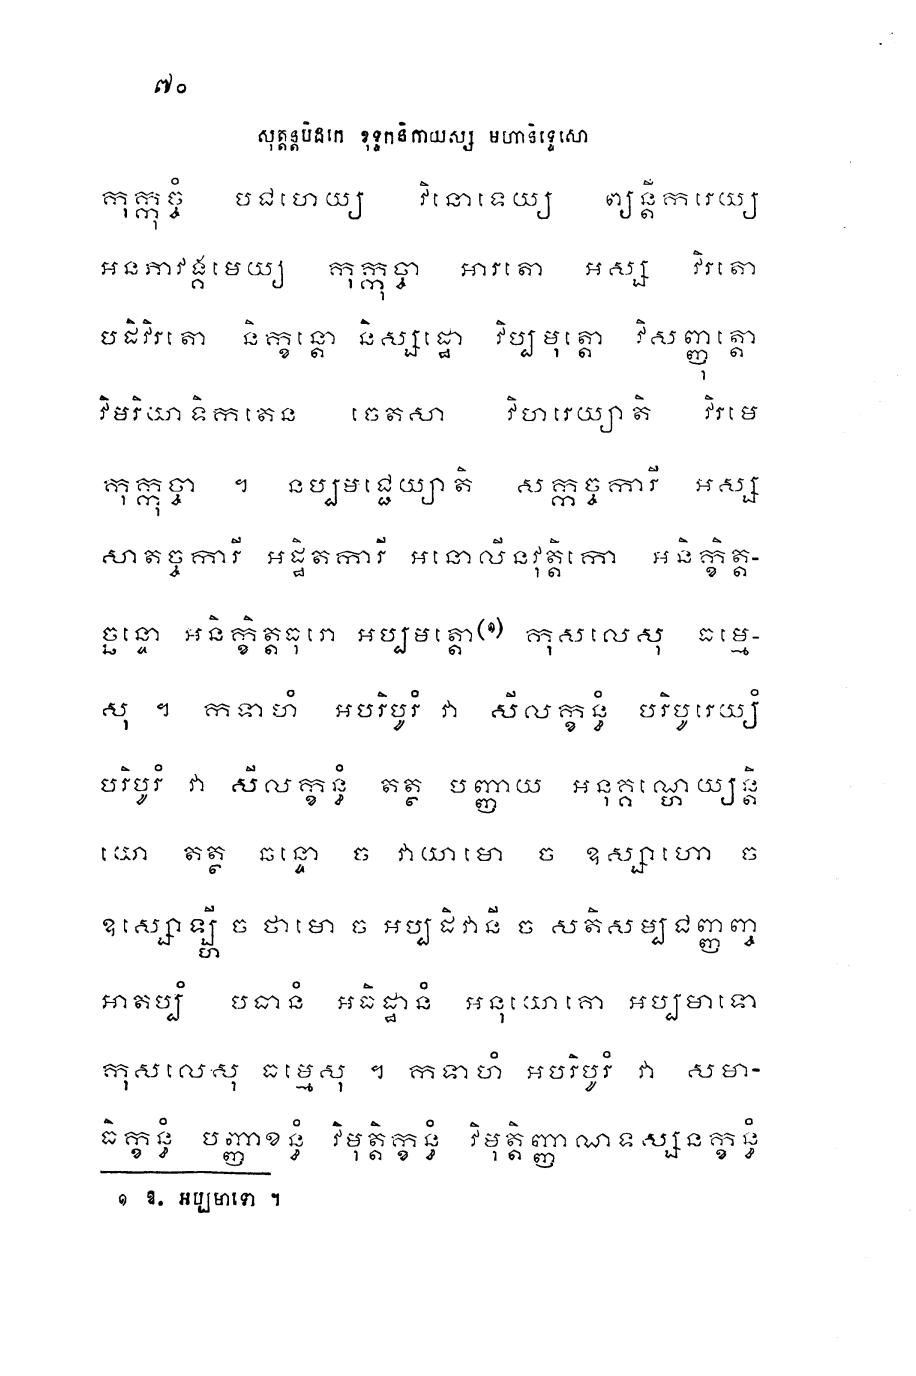 ៧០
សុត្តន្តបិដកេ ខុទ្ទកនិកាយស្ស មហានិទ្ទេសោ
កុក្កុច្ចំ បជហេយ្យ វិនោទេយ្យ ព្យន្តីករេយ្យ
អនភាវង្គមេយ្យ កុក្កុច្ចា អារតោ អស្ស វិរតោ
បដិវិរតោ និក្ខន្តោ និស្សដ្ឋោ វិប្បមុត្តោ វិសញ្ញុត្តោ
វិមរិយាទិកតេន ចេតសា វិហរេយ្យាតិ វិរមេ
កុក្កុច្ចា ។ នប្បមជ្ជេយ្យាតិ សក្កច្ចការី អស្ស
សាតច្ចការី អដ្ឋិតការី អនោលីនវុត្តិកោ អនិក្ខិត្ត-
ច្ឆន្ទោ អនិក្ខិត្តធុរោ អប្បមត្តោ(១) កុសលេសុ ធម្មេ-
សុ ។ កទាហំ អបរិបូរំ វា សីលក្ខន្ធំ បរិបូរេយ្យំ
បរិបូរំ វា សីលក្ខន្ធំ តត្ថ បញ្ញាយ អនុគ្គណ្ហេយ្យន្តិ
យោ តត្ថ ឆន្ទោ ច វាយាមោ ច ឧស្សាហោ ច
ឧស្សោឡ្ហី ច ថាមោ ច អប្បដិវានី ច សតិសម្បជញ្ញញ្ច
អាតប្បំ បធានំ អធិដ្ឋានំ អនុយោគោ អប្បមាទោ
កុសលេសុ ធម្មេសុ ។ កទាហំ អបរិបូរំ វា សមា-
ធិក្ខន្ធំ បញ្ញាខន្ធំ វិមុត្តិក្ខន្ធំ វិមុត្តិញ្ញាណទស្សនក្ខន្ធំ
១ ឱ. អប្បមាទោ ។